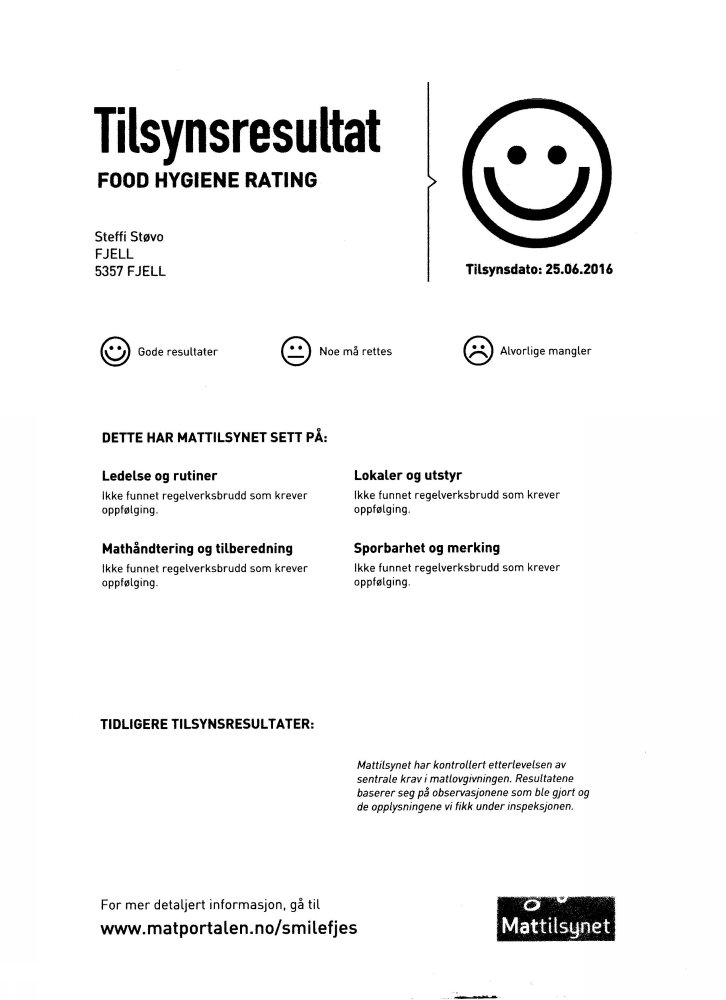 Tilsynsresultat
FOOD HYGIENE RATING
Steffi Støvo
FJELL
5357 FJELL
Tilsynsdato: 25.06.2016
Gode resultater
Noe må rettes
Alvorlige mangler
DETTE HAR MATTILSYNET SETT PÅ:
Ledelse og rutiner
Ikke funnet regelverksbrudd som krever
oppfølging.
Lokaler og utstyr
Ikke funnet regelverksbrudd som krever
oppfølging.
Mathåndtering og tilberedning
Ikke funnet regelverksbrudd som krever
oppfølging.
Sporbarhet og merking
Ikke funnet regelverksbrudd som krever
oppfølging.
TIDLIGERE TILSYNSRESULTATER:
Mattilsynet har kontrollert etterlevelsen av
sentrale krav i matlovgivningen. Resultatene
baserer seg på observasjonene som ble gjort og
de opplysningene vi fikk under inspeksjonen.
For mer detaljert informasjon, gå til
www.matportalen.no/smilefjes
Mattilsynet